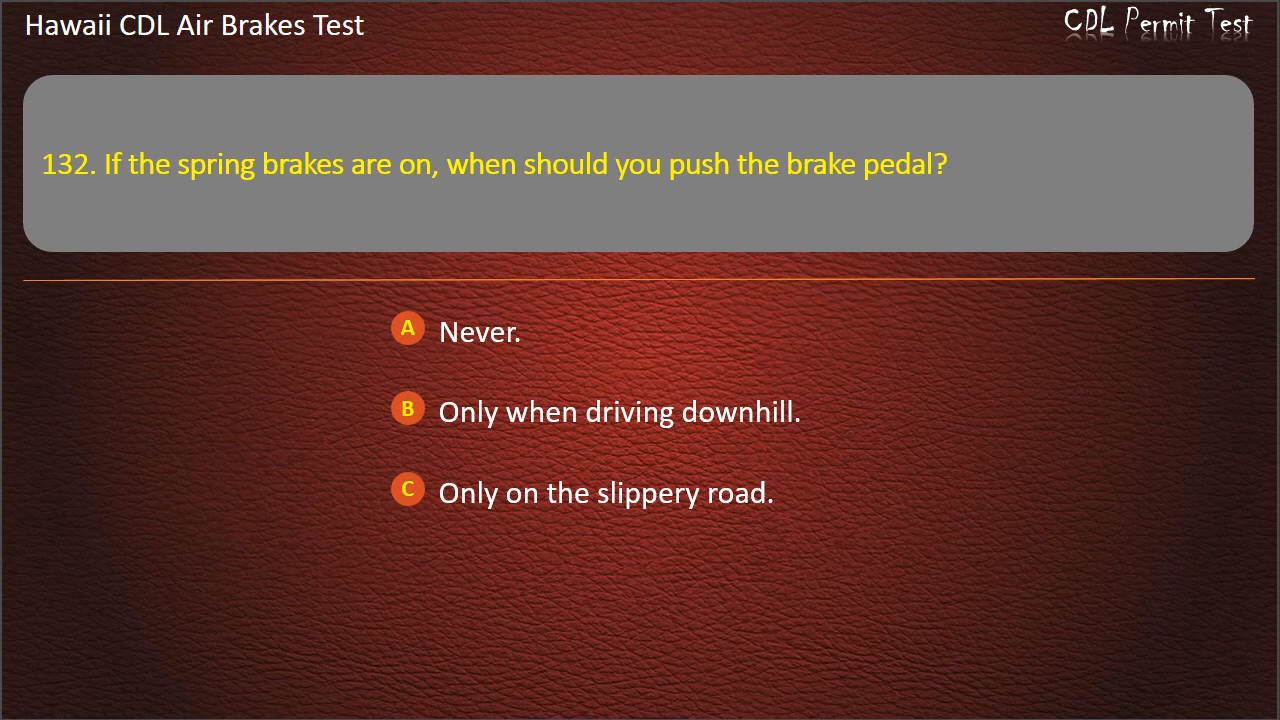 Hawaii CDL Air Brakes Test
CDL Permit Test
132. If the spring brakes are on, when should you push the brake pedal?
A Never.
B Only when driving downhill.
C Only on the slippery road.